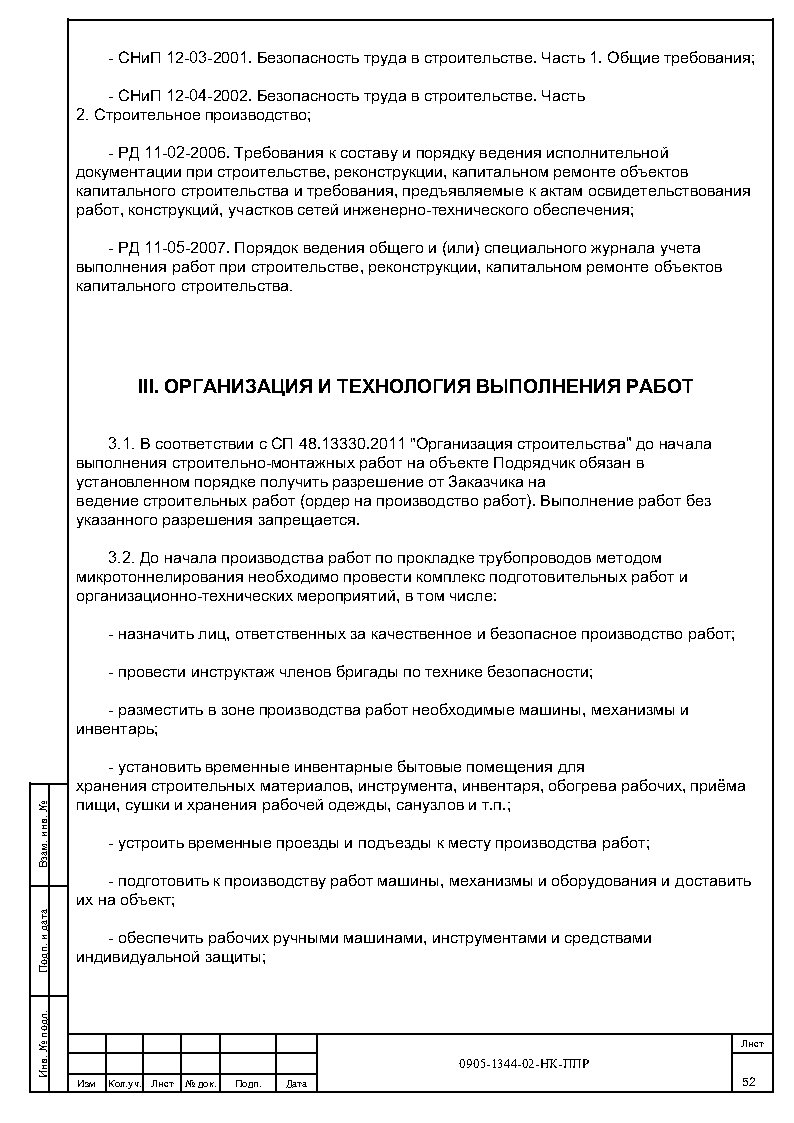 - СНиП 12-03-2001. Безопасность труда в строительстве. Часть 1. Общие требования;
- СНиП 12-04-2002. Безопасность труда в строительстве. Часть
2. Строительное производство;
- РД 11-02-2006. Требования к составу и порядку ведения исполнительной
документации при строительстве, реконструкции, капитальном ремонте объектов
капитального строительства и требования, предъявляемые к актам освидетельствования
работ, конструкций, участков сетей инженерно-технического обеспечения;
- РД 11-05-2007. Порядок ведения общего и (или) специального журнала учета
выполнения работ при строительстве, реконструкции, капитальном ремонте объектов
капитального строительства.
III. ОРГАНИЗАЦИЯ И ТЕХНОЛОГИЯ ВЫПОЛНЕНИЯ РАБОТ
3.1. В соответствии с СП 48.13330.2011 "Организация строительства" до начала
выполнения строительно-монтажных работ на объекте Подрядчик обязан в
установленном порядке получить разрешение от Заказчика на
ведение строительных работ (ордер на производство работ). Выполнение работ без
указанного разрешения запрещается.
3.2. До начала производства работ по прокладке трубопроводов методом
микротоннелирования необходимо провести комплекс подготовительных работ и
организационно-технических мероприятий, в том числе:
- назначить лиц, ответственных за качественное и безопасное производство работ;
- провести инструктаж членов бригады по технике безопасности;
- разместить в зоне производства работ необходимые машины, механизмы и
инвентарь;
- установить временные инвентарные бытовые помещения для
хранения строительных материалов, инструмента, инвентаря, обогрева рабочих, приёма
пищи, сушки и хранения рабочей одежды, санузлов и т.п.;
- устроить временные проезды и подъезды к месту производства работ;
- подготовить к производству работ машины, механизмы и оборудования и доставить
их на объект;
- обеспечить рабочих ручными машинами, инструментами и средствами
индивидуальной защиты;
Взам. инв. №
Подп. и дата
Инв. № подл.
Изм Кол.уч. Лист № док. Подп. Дата
0905-1344-02-НК-ППР
Лист
52